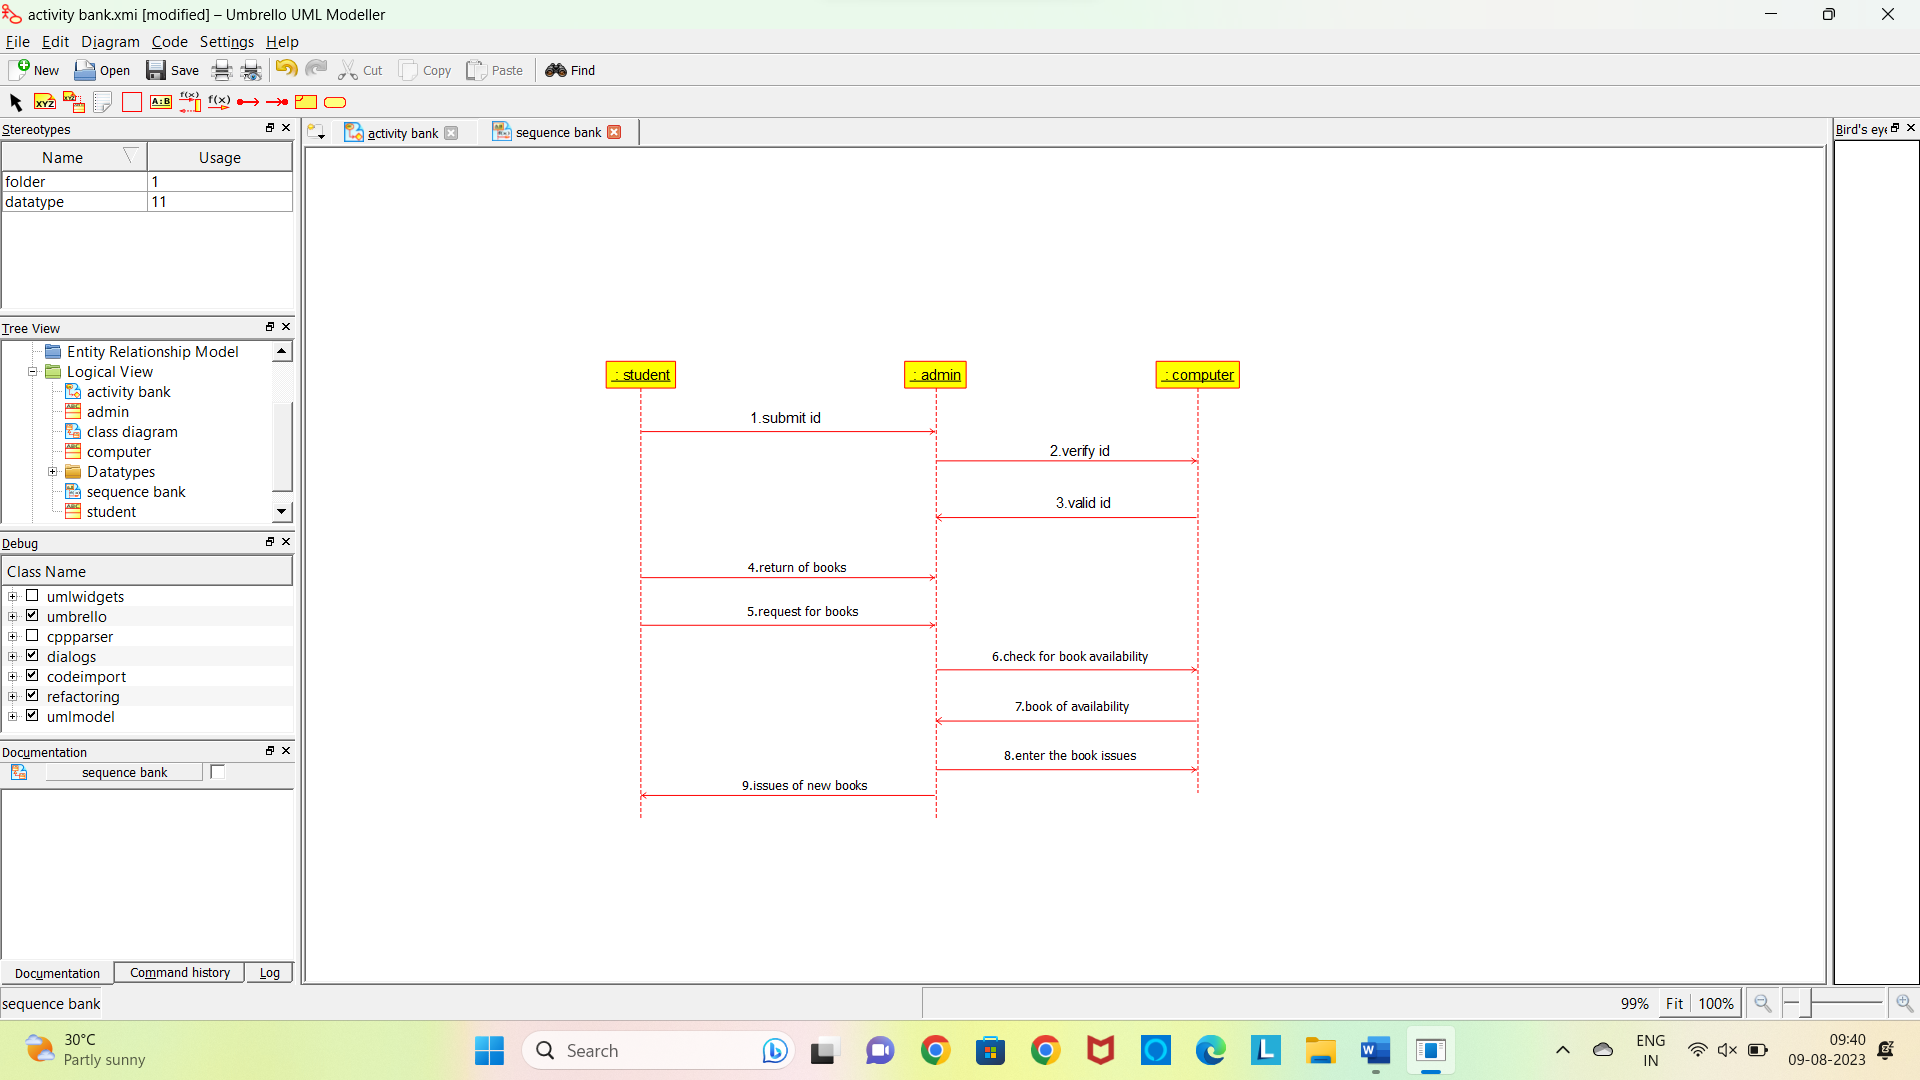 activity bank.xmi [modified] – Umbrello UML Modeller
File Edit Diagram Code Settings Help
New Open Save Cut Copy Paste Find
XYZ XYZ A:B f(x) f(x)
Stereotypes
Name Usage
folder 1
datatype 11
Tree View
Entity Relationship Model
Logical View
activity bank
admin
class diagram
computer
Datatypes
sequence bank
student
Debug
Class Name
umlwidgets
umbrello
cppparser
dialogs
codeimport
refactoring
umlmodel
Documentation
sequence bank
Documentation Command history Log
sequence bank
activity bank sequence bank
: student : admin : computer
1.submit id
2.verify id
3.valid id
4.return of books
5.request for books
6.check for book availability
7.book of availability
8.enter the book issues
9.issues of new books
Bird's eye
99% Fit 100%
30°C
Partly sunny
Search
ENG
IN
09:40
09-08-2023